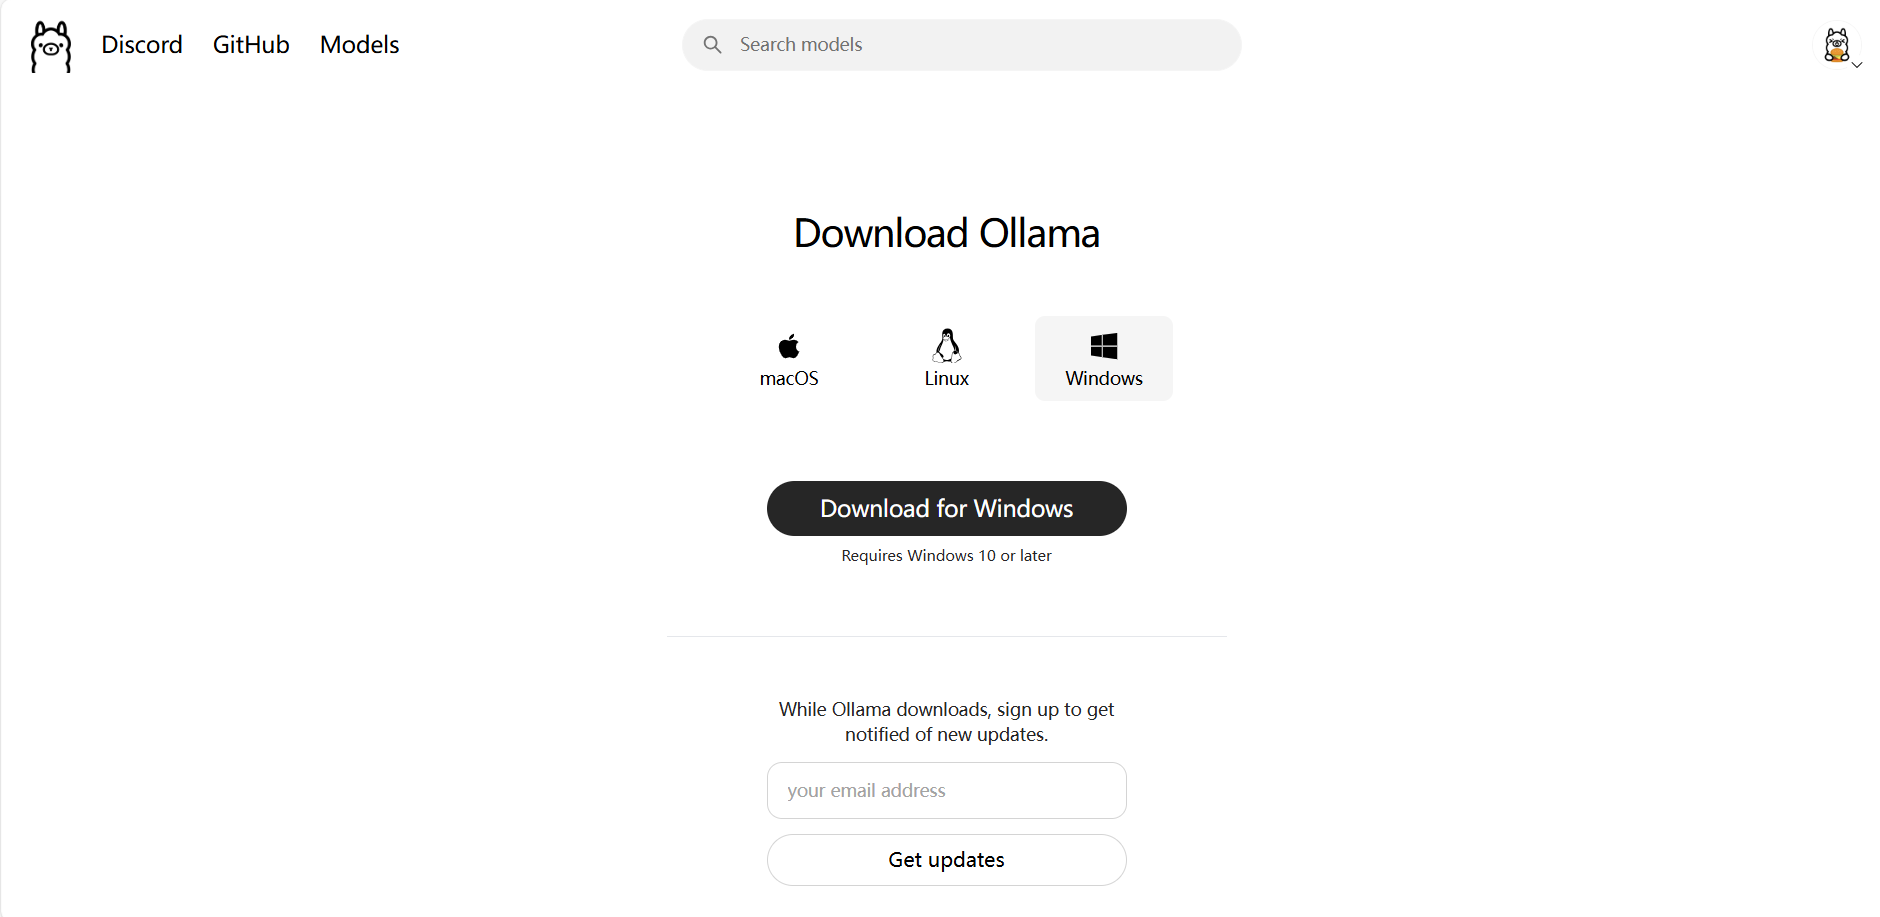 Discord GitHub Models Search models
Download Ollama
macOS Linux Windows
Download for Windows
Requires Windows 10 or later
While Ollama downloads, sign up to get
notified of new updates.
your email address
Get updates